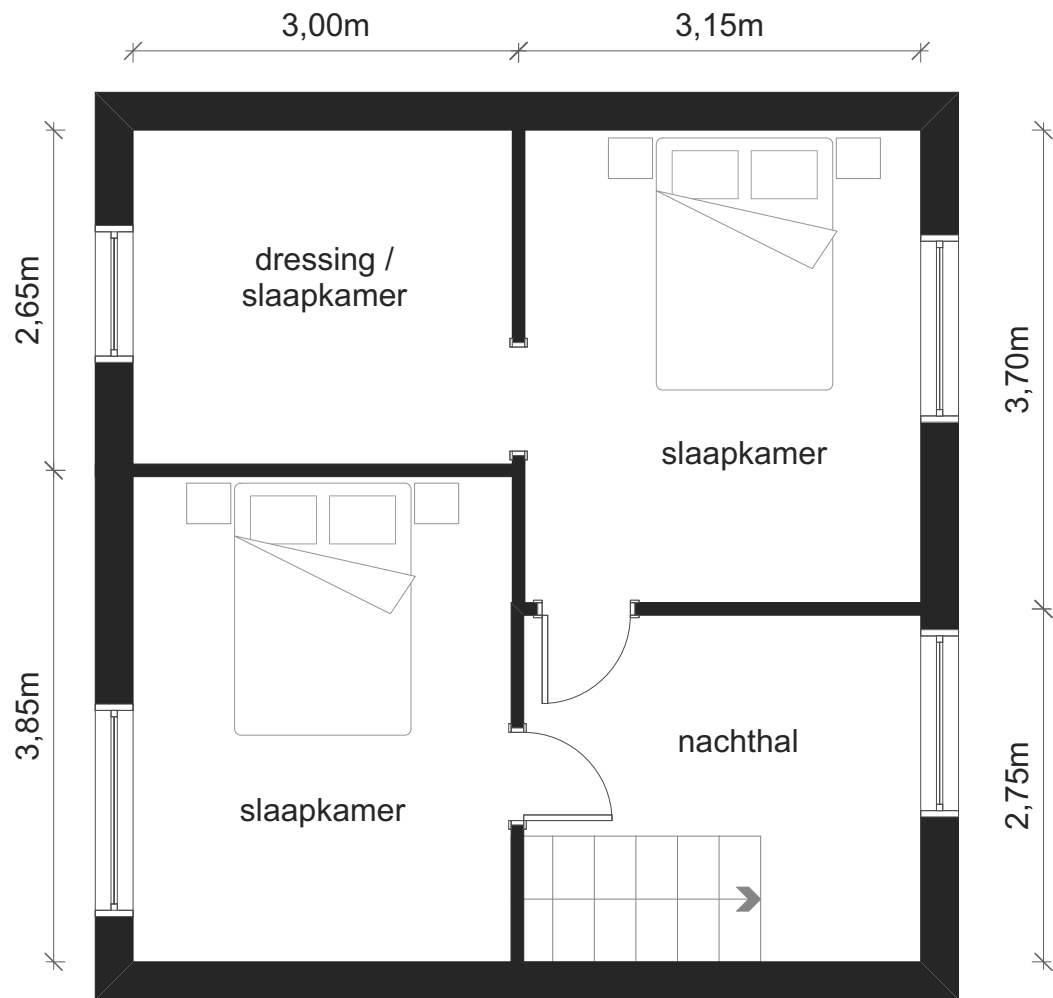 3,00m
3,15m
dressing /
slaapkamer
2,65m
3,70m
slaapkamer
3,85m
slaapkamer
nachthal
2,75m